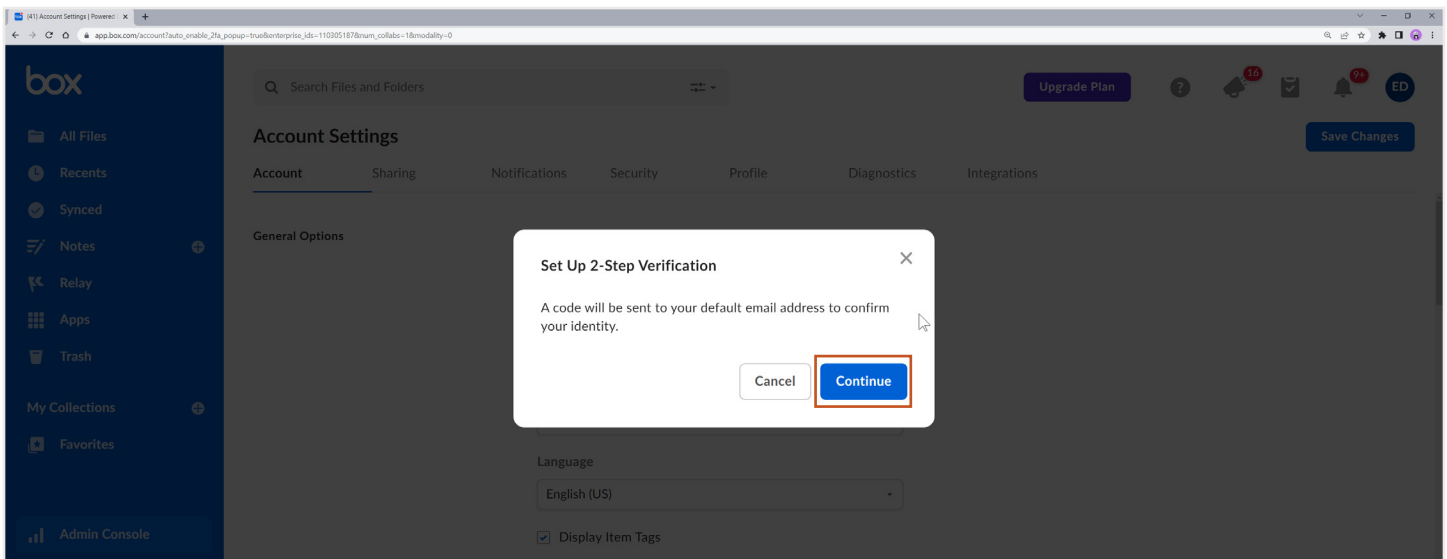 (41) Account Settings | Powered
app.box.com/account?auto_enable_2fa_popup=true&enterprise_ids=110305187&num_collabs=1&modality=0
box
Search Files and Folders
Upgrade Plan
?
16
9+
ED
All Files
Account Settings
Save Changes
Recents
Account Sharing Notifications Security Profile Diagnostics Integrations
Synced
Notes
General Options
Relay
Apps
Trash
My Collections
Favorites
Admin Console
Set Up 2-Step Verification
A code will be sent to your default email address to confirm
your identity.
Cancel Continue
Language
English (US)
Display Item Tags